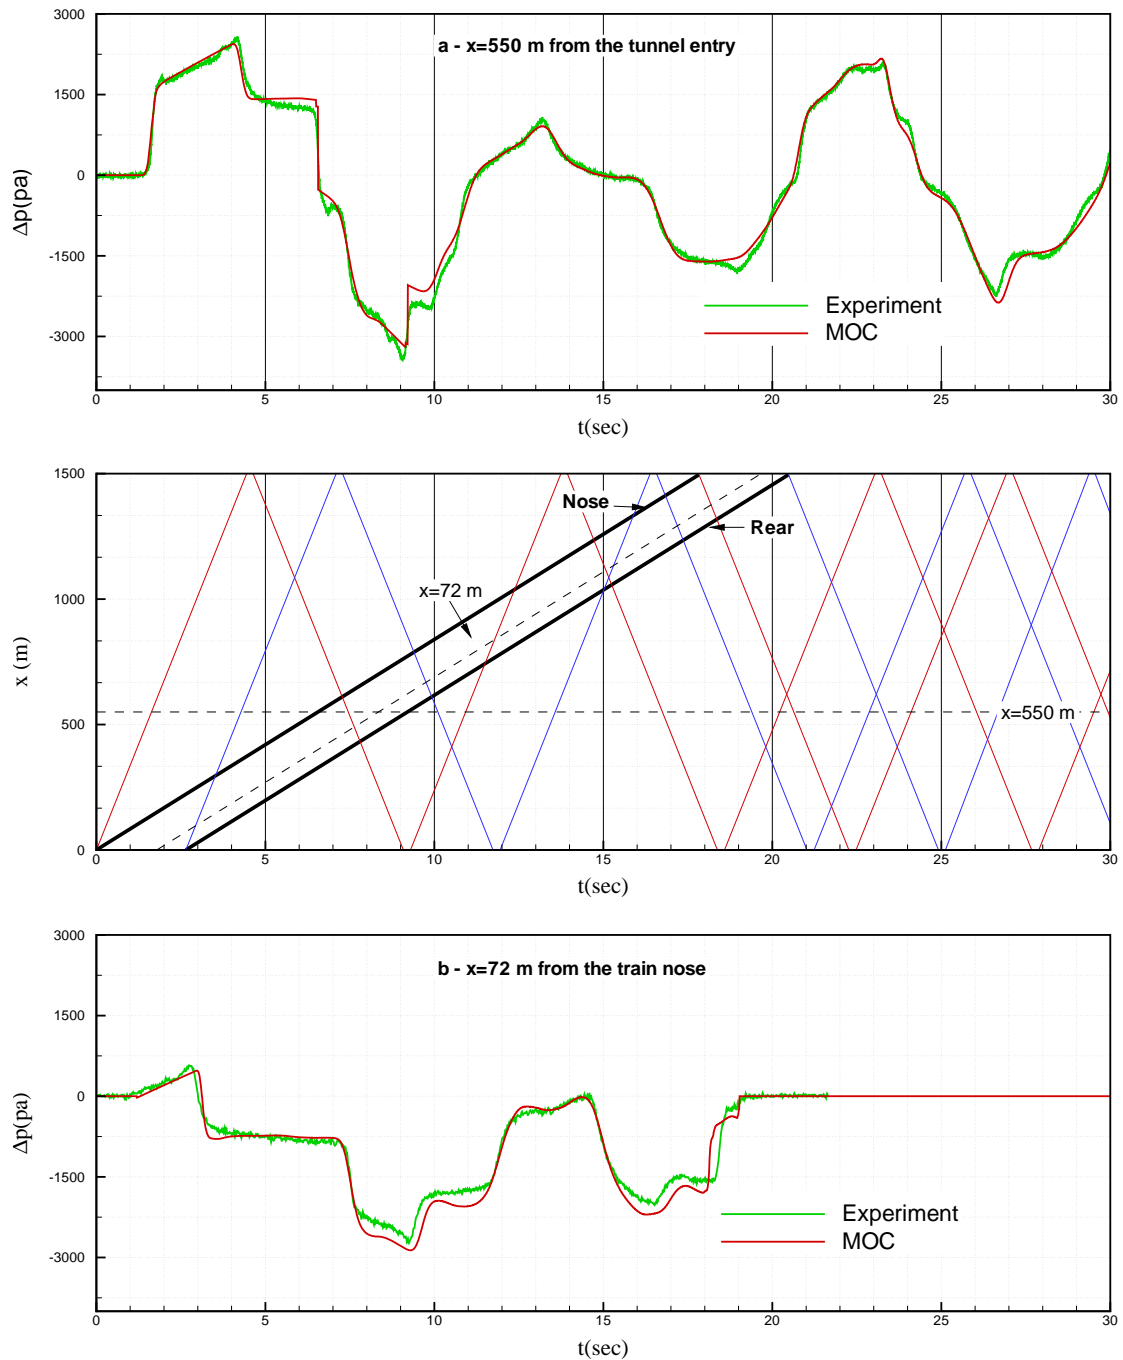 3000
a - x=550 m from the tunnel entry
1500
0
-1500
-3000
Δp(pa)
Experiment
MOC
0 5 10 15 20 25 30
t(sec)
1500
Nose
Rear
x=72 m
1000
x (m)
500
x=550 m
0
0 5 10 15 20 25 30
t(sec)
3000
b - x=72 m from the train nose
1500
0
-1500
-3000
Δp(pa)
Experiment
MOC
0 5 10 15 20 25 30
t(sec)